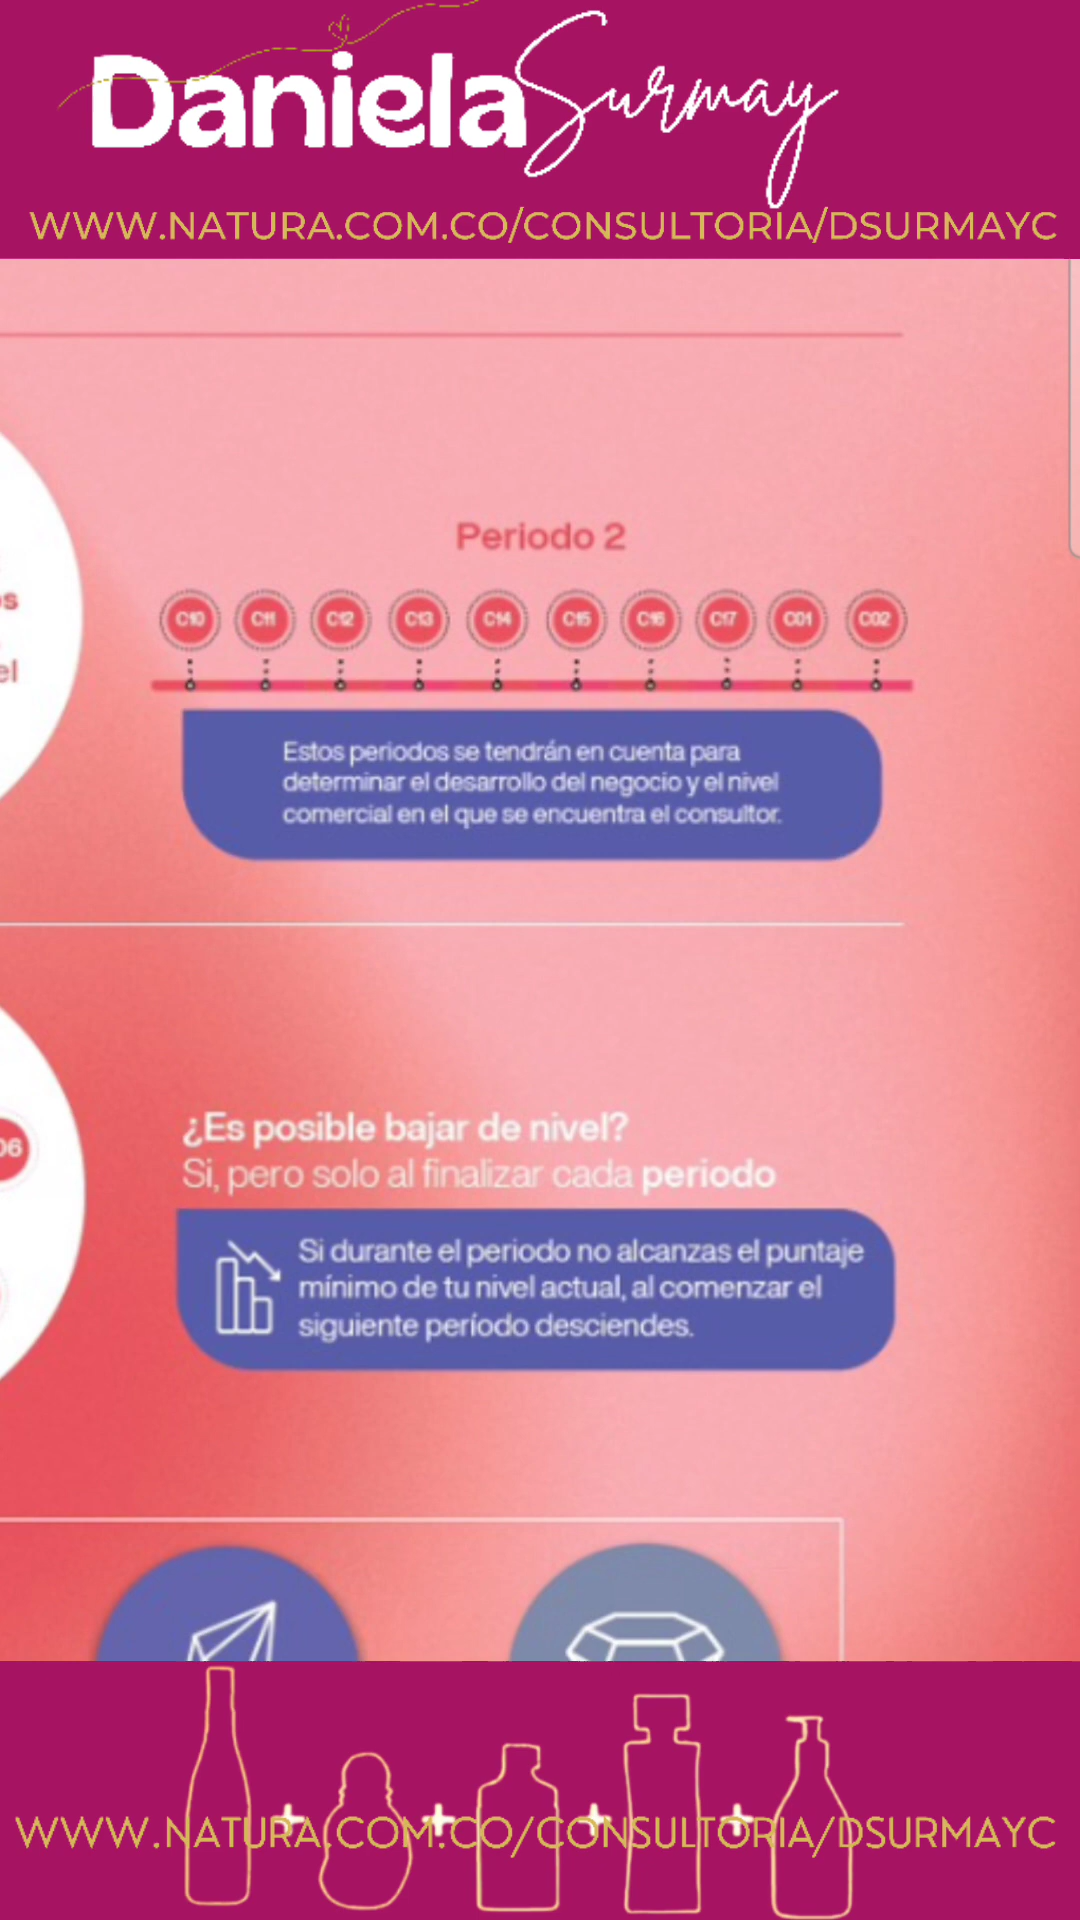 Daniela Surmay
WWW.NATURA.COM.CO/CONSULTORIA/DSURMAYC
Periodo 2
C10 C11 C12 C13 C14 C15 C16 C17 C01 C02
os
el
Estos periodos se tendrán en cuenta para
determinar el desarrollo del negocio y el nivel
comercial en el que se encuentra el consultor.
¿Es posible bajar de nivel?
06
Si, pero solo al finalizar cada periodo
Si durante el periodo no alcanzas el puntaje
mínimo de tu nivel actual, al comenzar el
siguiente período desciendes.
WWW.NATURA.COM.CO/CONSULTORIA/DSURMAYC